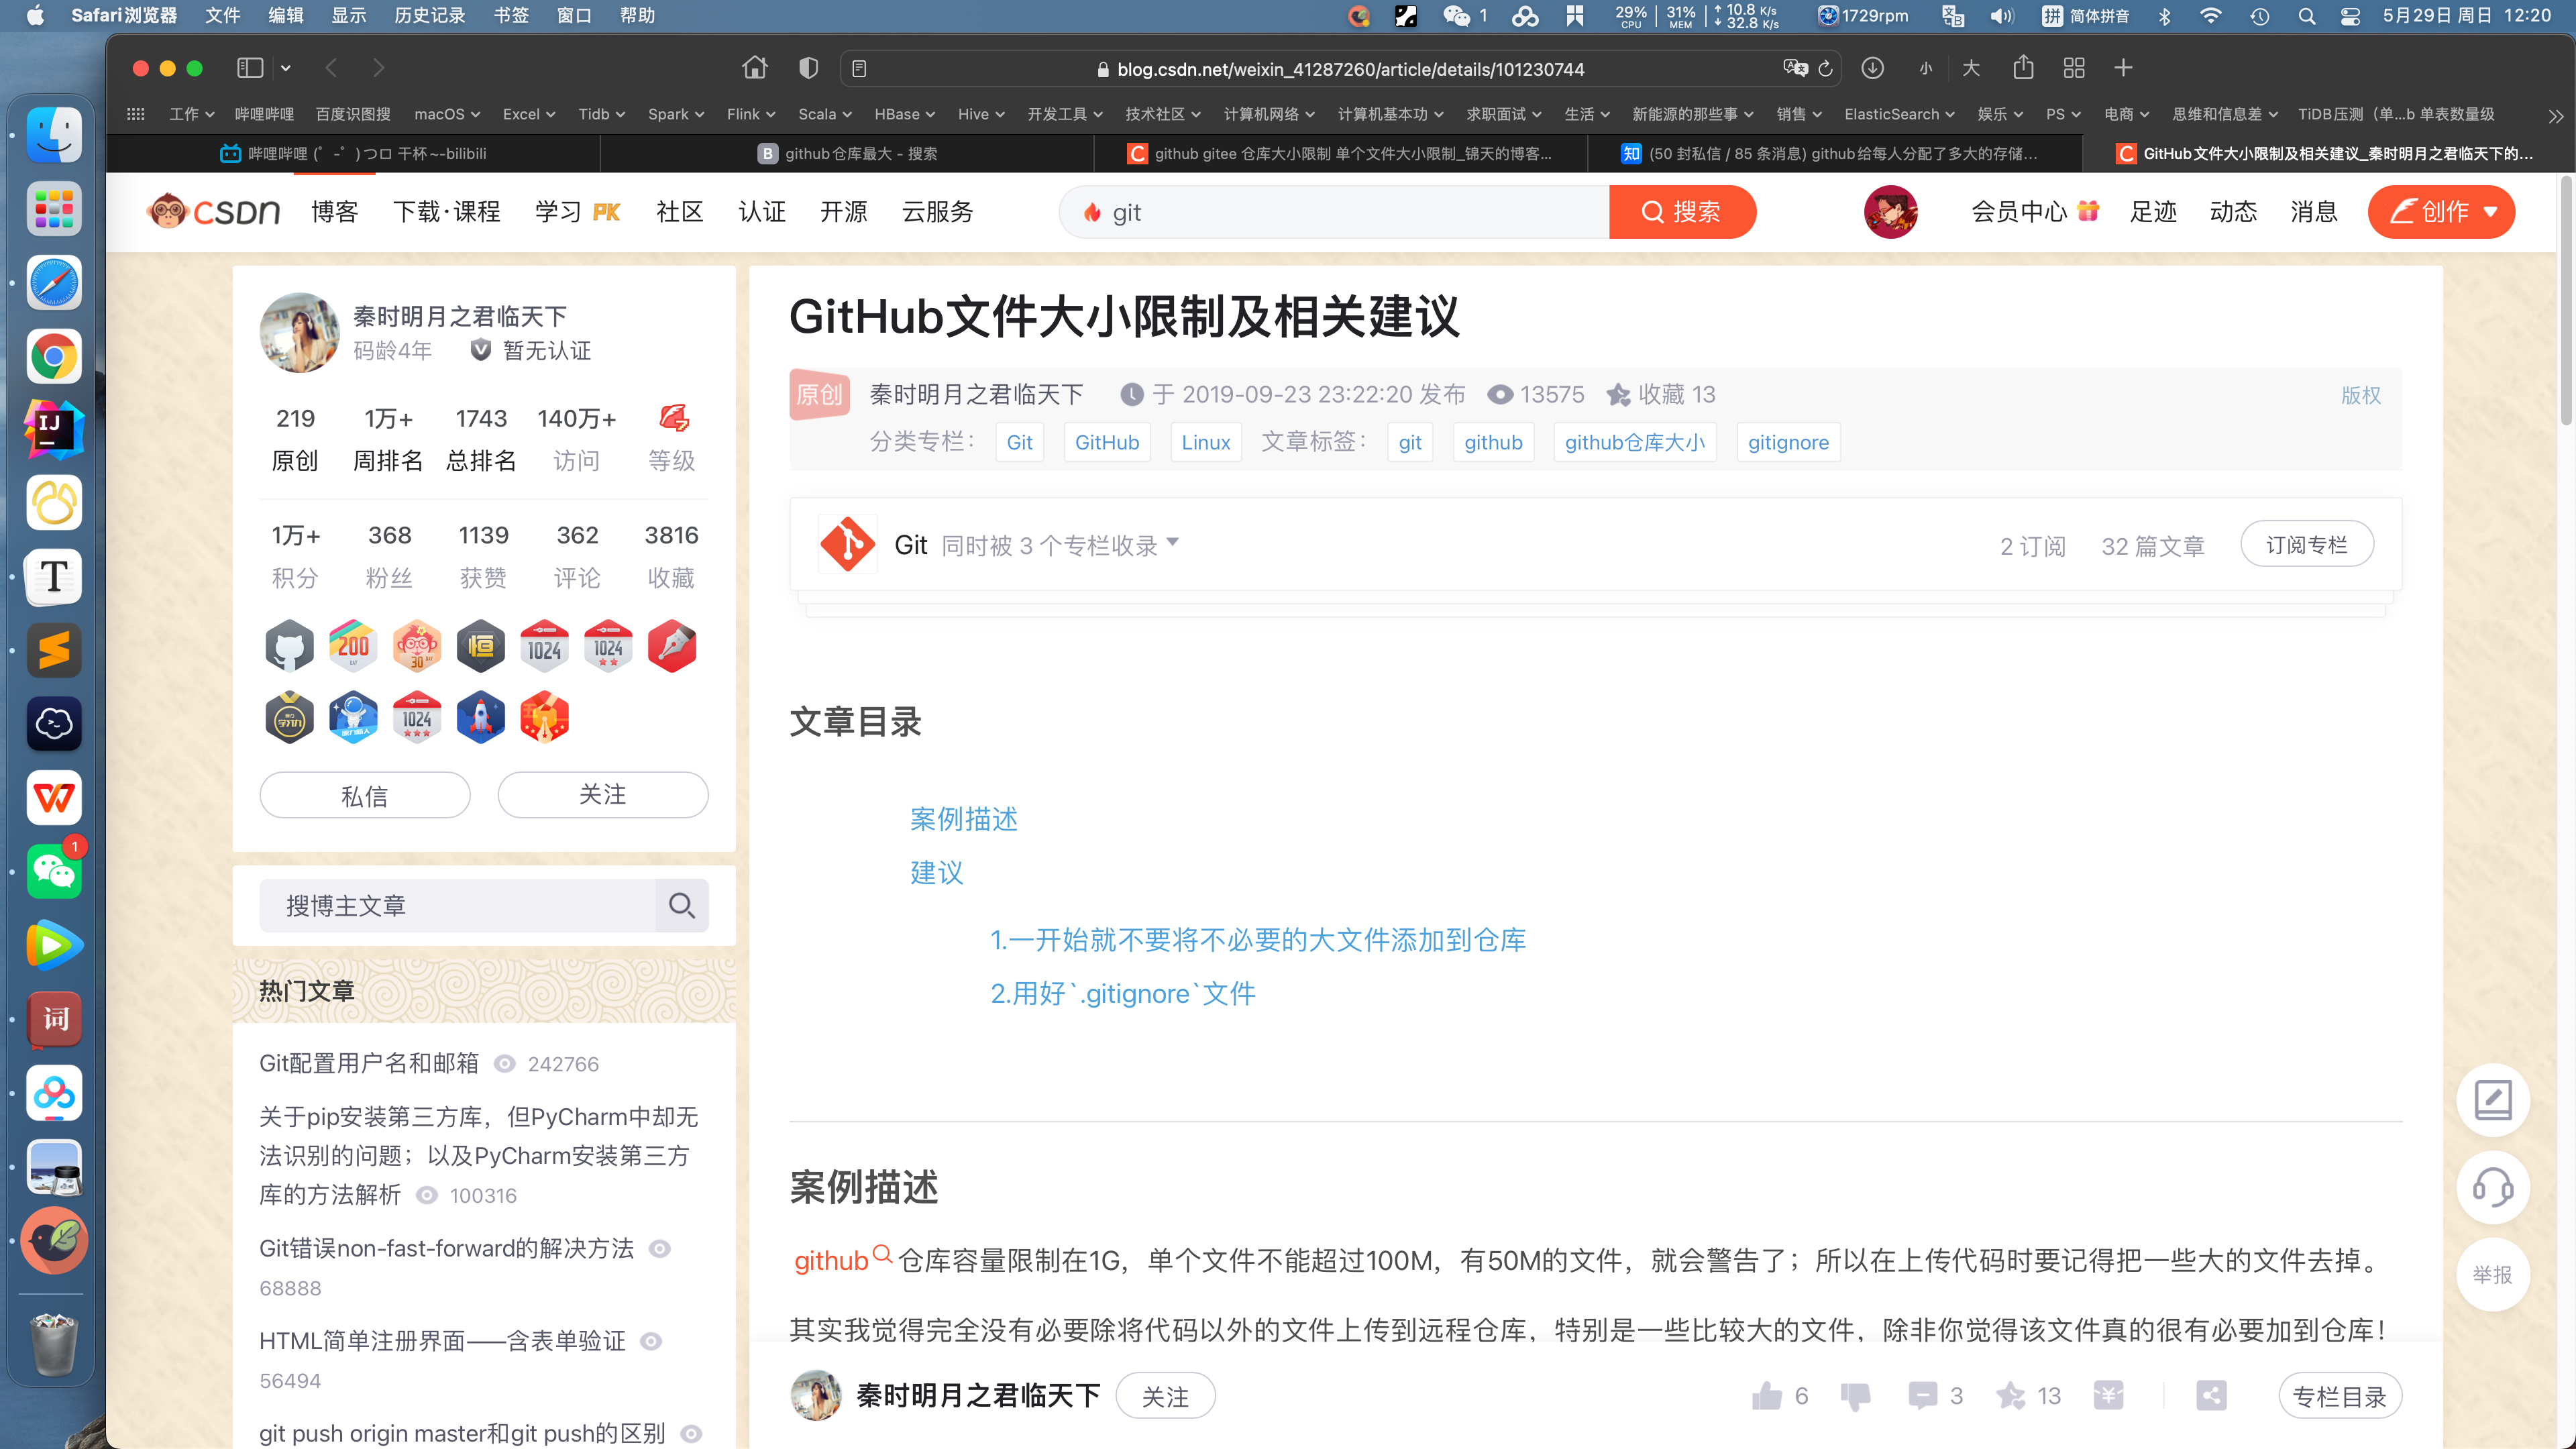 Safari浏览器 文件 编辑 显示 历史记录 书签 窗口 帮助 1 29% CPU 31% MEM ↑ 10.8 K/s ↓ 32.8 K/s 1729rpm 拼 简体拼音 5月29日 周日 12:20
blog.csdn.net/weixin_41287260/article/details/101230744 小 大
工作 哔哩哔哩 百度识图搜 macOS Excel Tidb Spark Flink Scala HBase Hive 开发工具 技术社区 计算机网络 计算机基本功 求职面试 生活 新能源的那些事 销售 ElasticSearch 娱乐 PS 电商 思维和信息差 TiDB压测（单...b 单表数量级
哔哩哔哩 (゜-゜)つロ 干杯~-bilibili
B github仓库最大 - 搜索
C github gitee 仓库大小限制 单个文件大小限制_锦天的博客...
知 (50 封私信 / 85 条消息) github给每人分配了多大的存储...
C GitHub文件大小限制及相关建议_秦时明月之君临天下的...
CSDN 博客 下载·课程 学习 PK 社区 认证 开源 云服务 git 搜索 会员中心 足迹 动态 消息 创作
秦时明月之君临天下
码龄4年 暂无认证
219 1万+ 1743 140万+
原创 周排名 总排名 访问 等级
1万+ 368 1139 362 3816
积分 粉丝 获赞 评论 收藏
200 DAY 30 恒 1024 1024
学习力 1024
私信 关注
搜博主文章
热门文章
Git配置用户名和邮箱 242766
关于pip安装第三方库，但PyCharm中却无
法识别的问题；以及PyCharm安装第三方
库的方法解析 100316
Git错误non-fast-forward的解决方法
68888
HTML简单注册界面——含表单验证
56494
git push origin master和git push的区别
GitHub文件大小限制及相关建议
原创 秦时明月之君临天下 于 2019-09-23 23:22:20 发布 13575 收藏 13 版权
分类专栏： Git GitHub Linux 文章标签： git github github仓库大小 gitignore
Git 同时被 3 个专栏收录 2 订阅 32 篇文章 订阅专栏
文章目录
案例描述
建议
1.一开始就不要将不必要的大文件添加到仓库
2.用好`.gitignore`文件
案例描述
github 仓库容量限制在1G，单个文件不能超过100M，有50M的文件，就会警告了；所以在上传代码时要记得把一些大的文件去掉。
其实我觉得完全没有必要除将代码以外的文件上传到远程仓库，特别是一些比较大的文件，除非你觉得该文件真的很有必要加到仓库！
秦时明月之君临天下 关注 6 3 13 专栏目录
举报
IJ
T
1
词